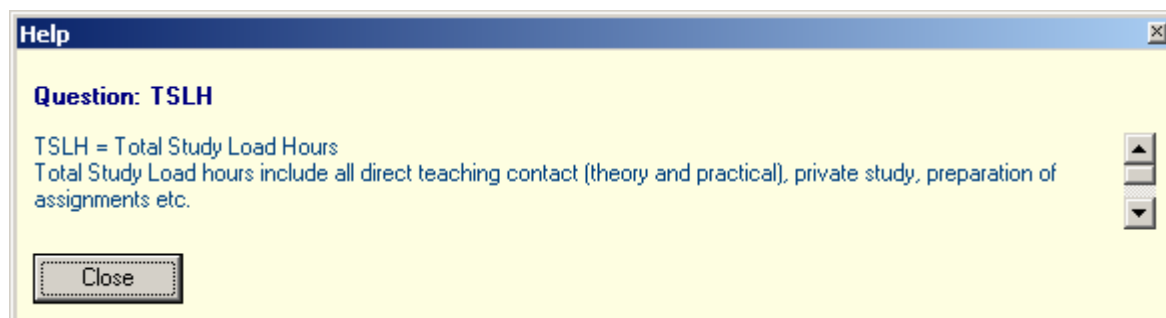 Help
Question: TSLH
TSLH = Total Study Load Hours
Total Study Load hours include all direct teaching contact (theory and practical), private study, preparation of
assignments etc.
Close